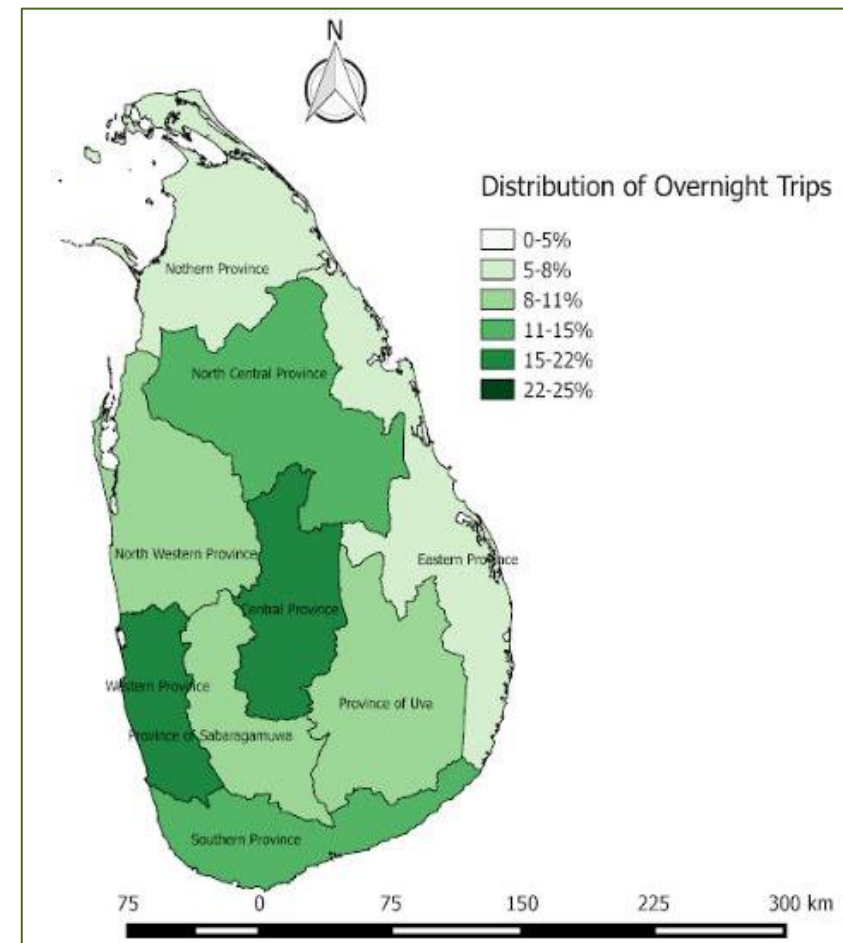 N
Distribution of Overnight Trips
0-5%
5-8%
8-11%
11-15%
15-22%
22-25%
Nothern Province
North Central Province
North Western Province
Eastern Province
Central Province
Western Province
Province of Uva
Province of Sabaragamuwa
Southern Province
75 0 75 150 225 300 km